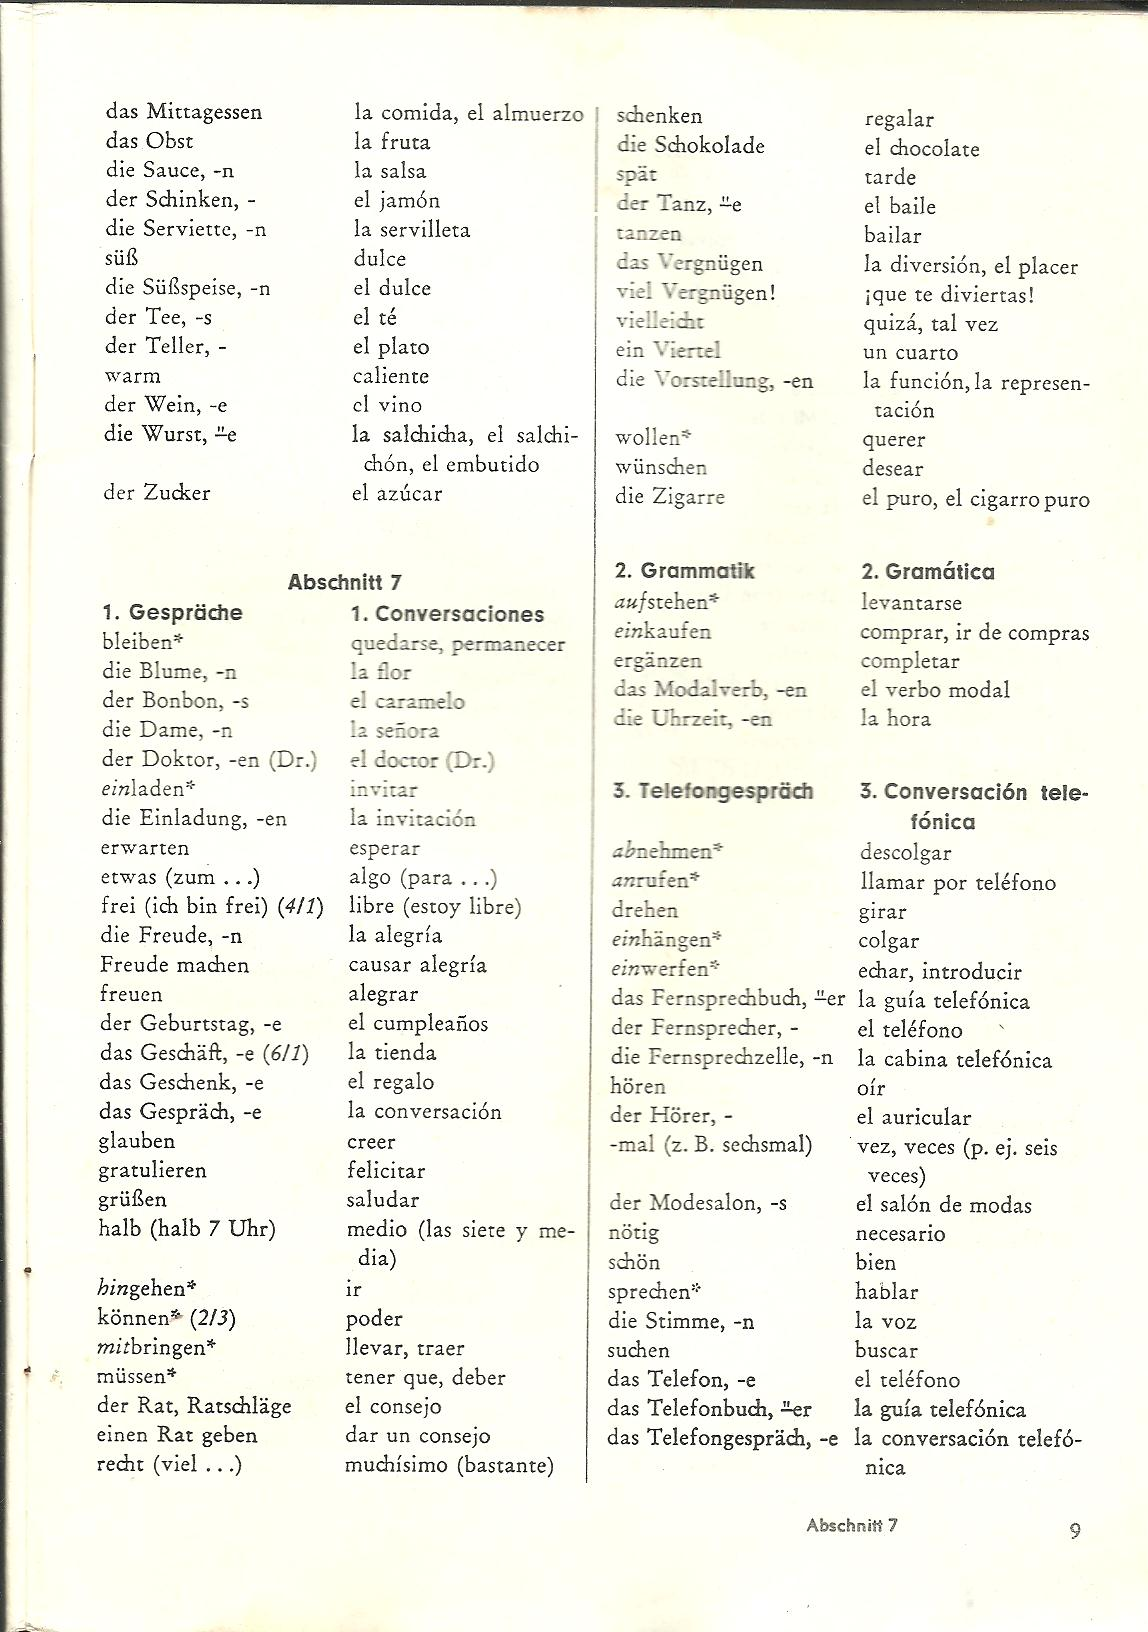 das Mittagessen la comida, el almuerzo
das Obst la fruta
die Sauce, -n la salsa
der Schinken, - el jamón
die Serviette, -n la servilleta
süß dulce
die Süßspeise, -n el dulce
der Tee, -s el té
der Teller, - el plato
warm caliente
der Wein, -e el vino
die Wurst, ⸚e la salchicha, el salchi-
chón, el embutido
der Zucker el azúcar
Abschnitt 7
1. Gespräche 1. Conversaciones
bleiben* quedarse, permanecer
die Blume, -n la flor
der Bonbon, -s el caramelo
die Dame, -n la señora
der Doktor, -en (Dr.) el doctor (Dr.)
einladen* invitar
die Einladung, -en la invitación
erwarten esperar
etwas (zum . . .) algo (para . . .)
frei (ich bin frei) (4/1) libre (estoy libre)
die Freude, -n la alegría
Freude machen causar alegría
freuen alegrar
der Geburtstag, -e el cumpleaños
das Geschäft, -e (6/1) la tienda
das Geschenk, -e el regalo
das Gespräch, -e la conversación
glauben creer
gratulieren felicitar
grüßen saludar
halb (halb 7 Uhr) medio (las siete y me-
dia)
hingehen* ir
können* (2/3) poder
mitbringen* llevar, traer
müssen* tener que, deber
der Rat, Ratschläge el consejo
einen Rat geben dar un consejo
recht (viel . . .) muchísimo (bastante)
schenken regalar
die Schokolade el chocolate
spät tarde
der Tanz, ⸚e el baile
tanzen bailar
das Vergnügen la diversión, el placer
viel Vergnügen! ¡que te diviertas!
vielleicht quizá, tal vez
ein Viertel un cuarto
die Vorstellung, -en la función, la represen-
tación
wollen* querer
wünschen desear
die Zigarre el puro, el cigarro puro
2. Grammatik 2. Gramática
aufstehen* levantarse
einkaufen comprar, ir de compras
ergänzen completar
das Modalverb, -en el verbo modal
die Uhrzeit, -en la hora
3. Telefongespräch 3. Conversación tele-
fónica
abnehmen* descolgar
anrufen* llamar por teléfono
drehen girar
einhängen* colgar
einwerfen* echar, introducir
das Fernsprechbuch, ⸚er la guía telefónica
der Fernsprecher, - el teléfono
die Fernsprechzelle, -n la cabina telefónica
hören oír
der Hörer, - el auricular
-mal (z. B. sechsmal) vez, veces (p. ej. seis
veces)
der Modesalon, -s el salón de modas
nötig necesario
schön bien
sprechen* hablar
die Stimme, -n la voz
suchen buscar
das Telefon, -e el teléfono
das Telefonbuch, ⸚er la guía telefónica
das Telefongespräch, -e la conversación telefó-
nica
Abschnitt 7 9